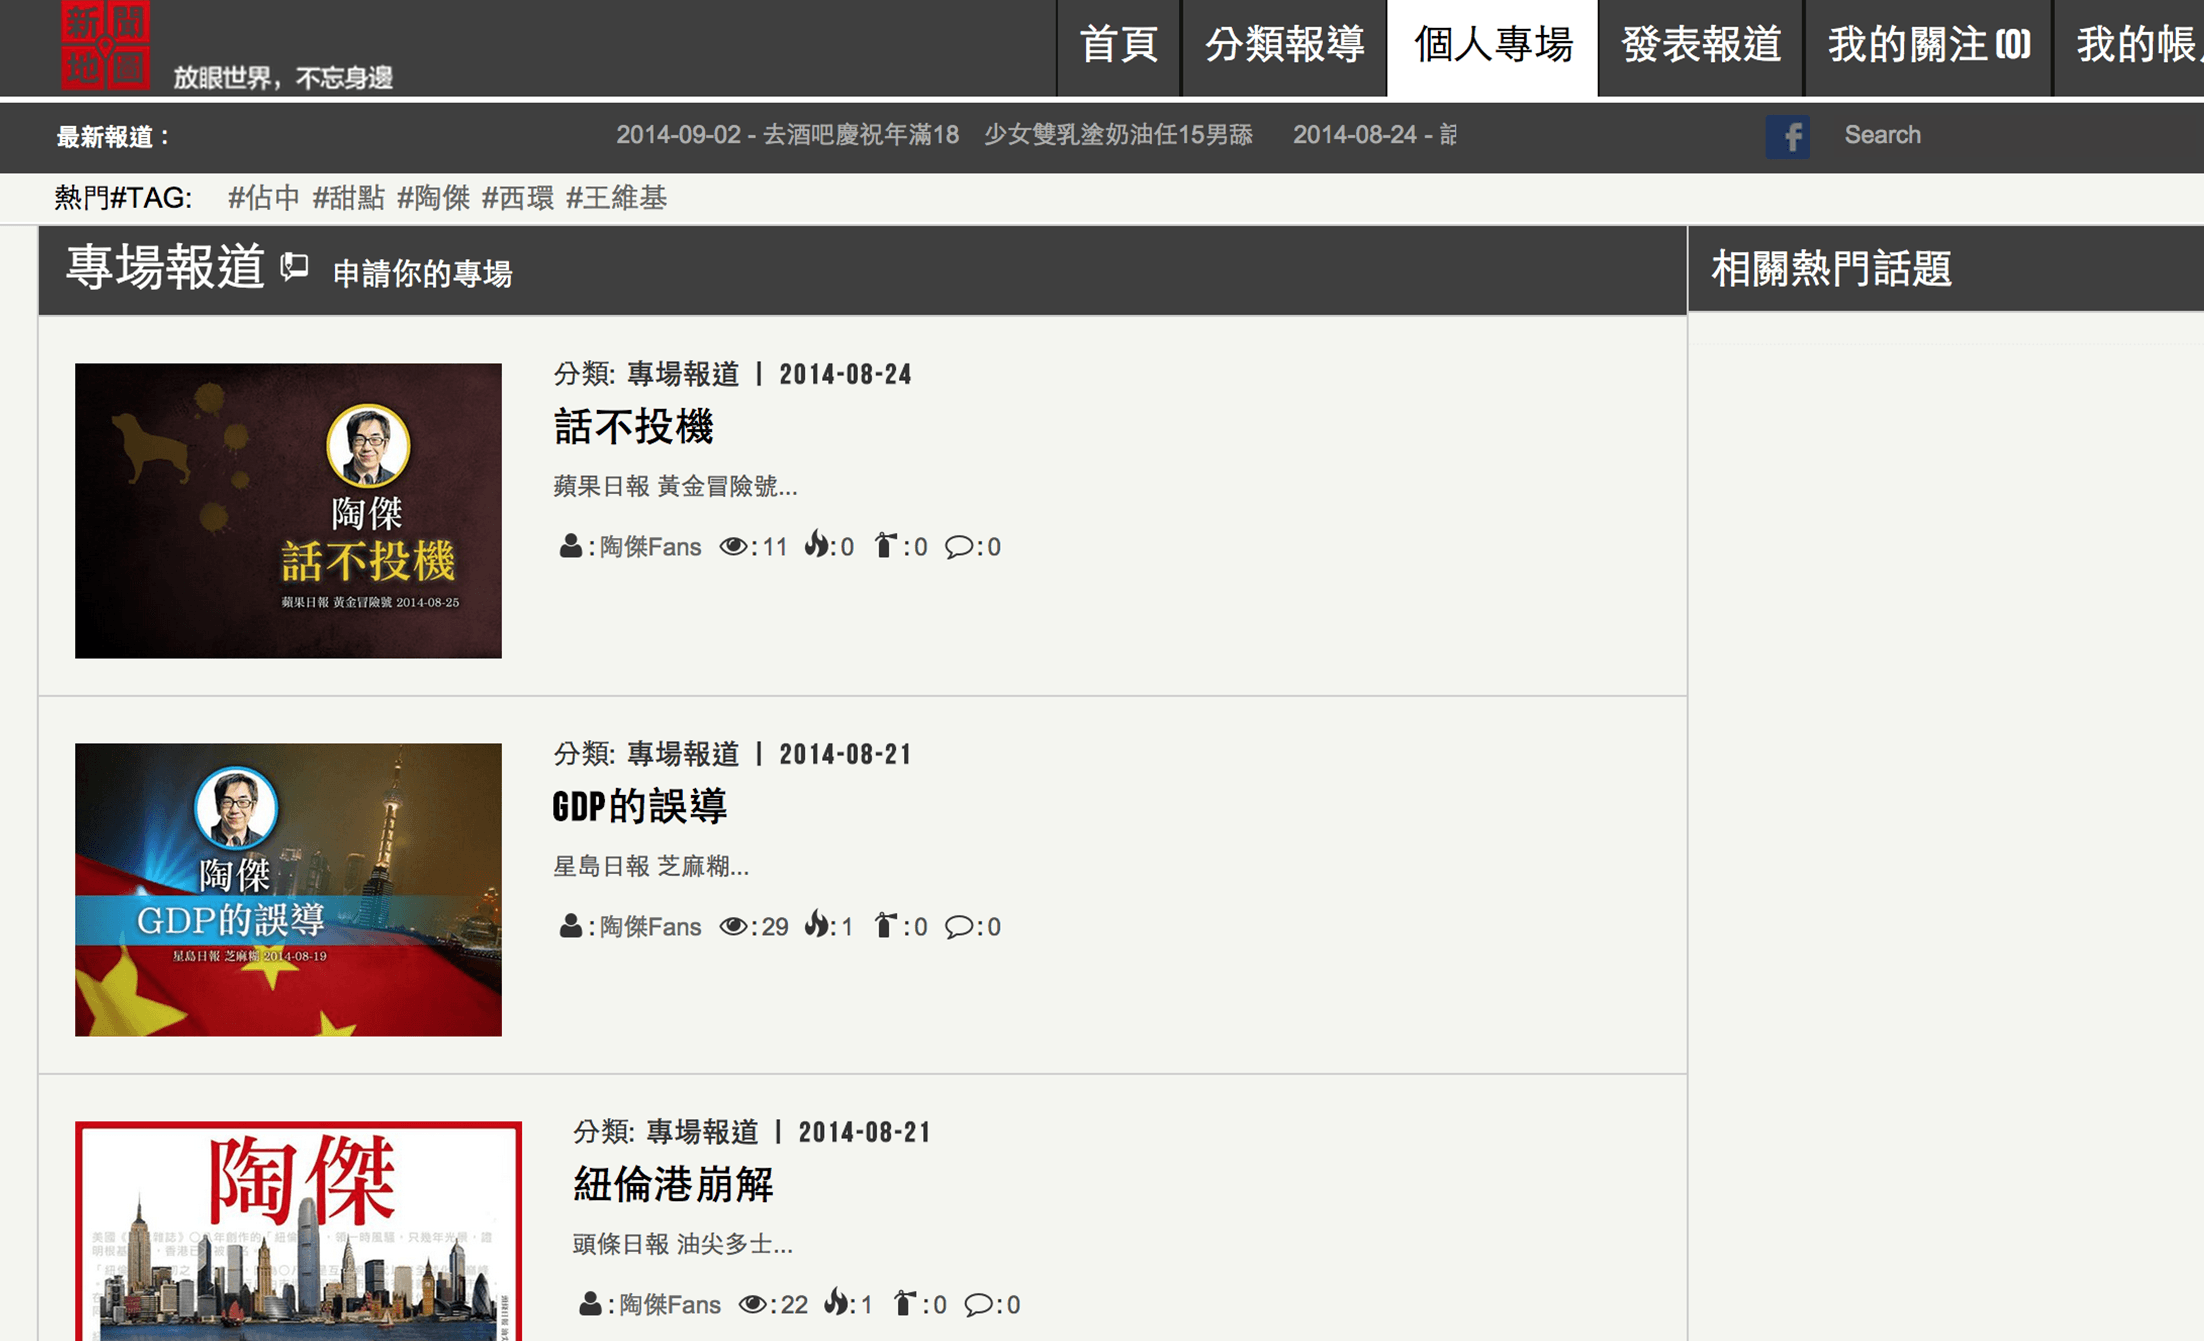 新聞
地圖
放眼世界，不忘身邊
首頁
分類報導
個人專場
發表報道
我的關注(0)
我的帳
最新報道：
2014-09-02 - 去酒吧慶祝年滿18 少女雙乳塗奶油任15男舔
2014-08-24 -
Search
熱門#TAG: #佔中 #甜點 #陶傑 #西環 #王維基
專場報道 申請你的專場
相關熱門話題
陶傑
話不投機
蘋果日報 黃金冒險號 2014-08-25
分類: 專場報道 | 2014-08-24
話不投機
蘋果日報 黃金冒險號...
: 陶傑Fans : 11 : 0 : 0 : 0
陶傑
GDP的誤導
星島日報 芝麻糊 2014-08-19
分類: 專場報道 | 2014-08-21
GDP的誤導
星島日報 芝麻糊...
: 陶傑Fans : 29 : 1 : 0 : 0
陶傑
分類: 專場報道 | 2014-08-21
紐倫港崩解
頭條日報 油尖多士...
: 陶傑Fans : 22 : 1 : 0 : 0